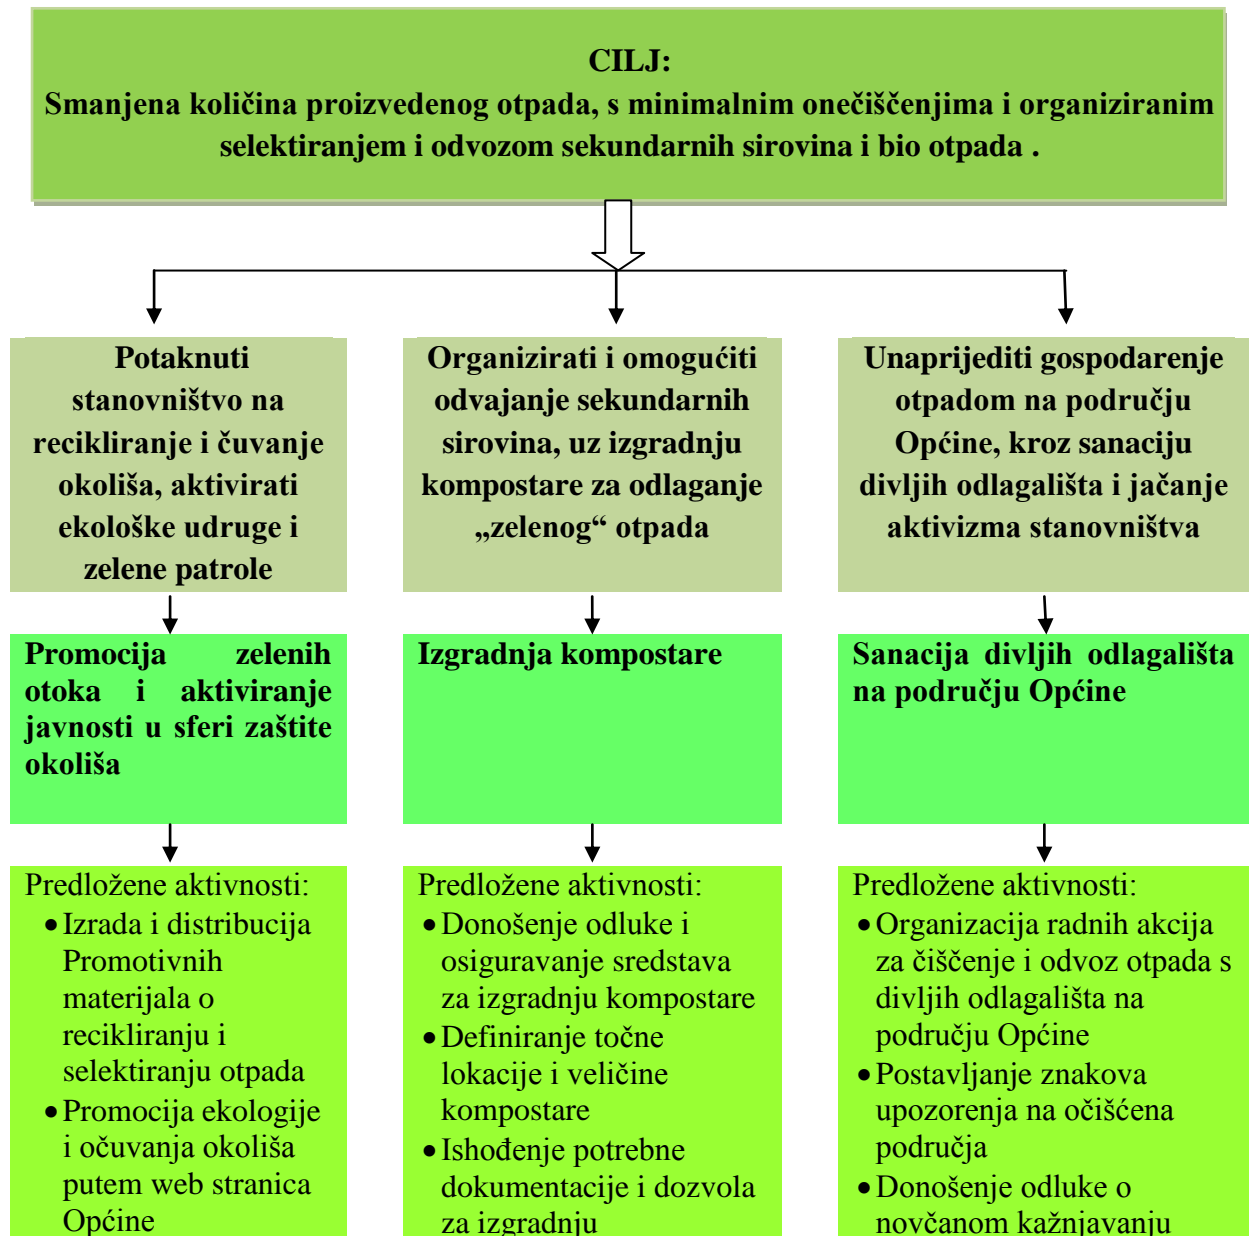 CILJ:
Smanjena količina proizvedenog otpada, s minimalnim onečiščenjima i organiziranim
selektiranjem i odvozom sekundarnih sirovina i bio otpada .
Potaknuti
stanovništvo na
recikliranje i čuvanje
okoliša, aktivirati
ekološke udruge i
zelene patrole
Organizirati i omogućiti
odvajanje sekundarnih
sirovina, uz izgradnju
kompostare za odlaganje
„zelenog“ otpada
Unaprijediti gospodarenje
otpadom na području
Općine, kroz sanaciju
divljih odlagališta i jačanje
aktivizma stanovništva
Promocija zelenih
otoka i aktiviranje
javnosti u sferi zaštite
okoliša
Izgradnja kompostare
Sanacija divljih odlagališta
na području Općine
Predložene aktivnosti:
• Izrada i distribucija
Promotivnih
materijala o
recikliranju i
selektiranju otpada
• Promocija ekologije
i očuvanja okoliša
putem web stranica
Općine
Predložene aktivnosti:
• Donošenje odluke i
osiguravanje sredstava
za izgradnju kompostare
• Definiranje točne
lokacije i veličine
kompostare
• Ishođenje potrebne
dokumentacije i dozvola
za izgradnju
Predložene aktivnosti:
• Organizacija radnih akcija
za čiščenje i odvoz otpada s
divljih odlagališta na
području Općine
• Postavljanje znakova
upozorenja na očišćena
područja
• Donošenje odluke o
novčanom kažnjavanju